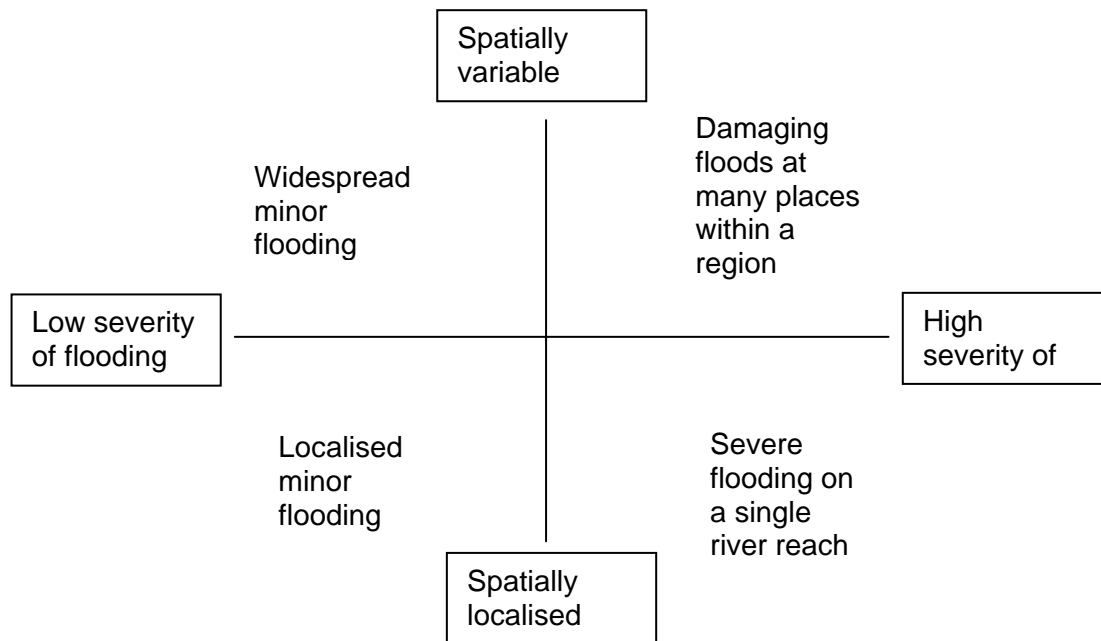 Spatially
variable
Damaging
floods at
many places
within a
region
Widespread
minor
flooding
Low severity
of flooding
High
severity of
Localised
minor
flooding
Severe
flooding on
a single
river reach
Spatially
localised